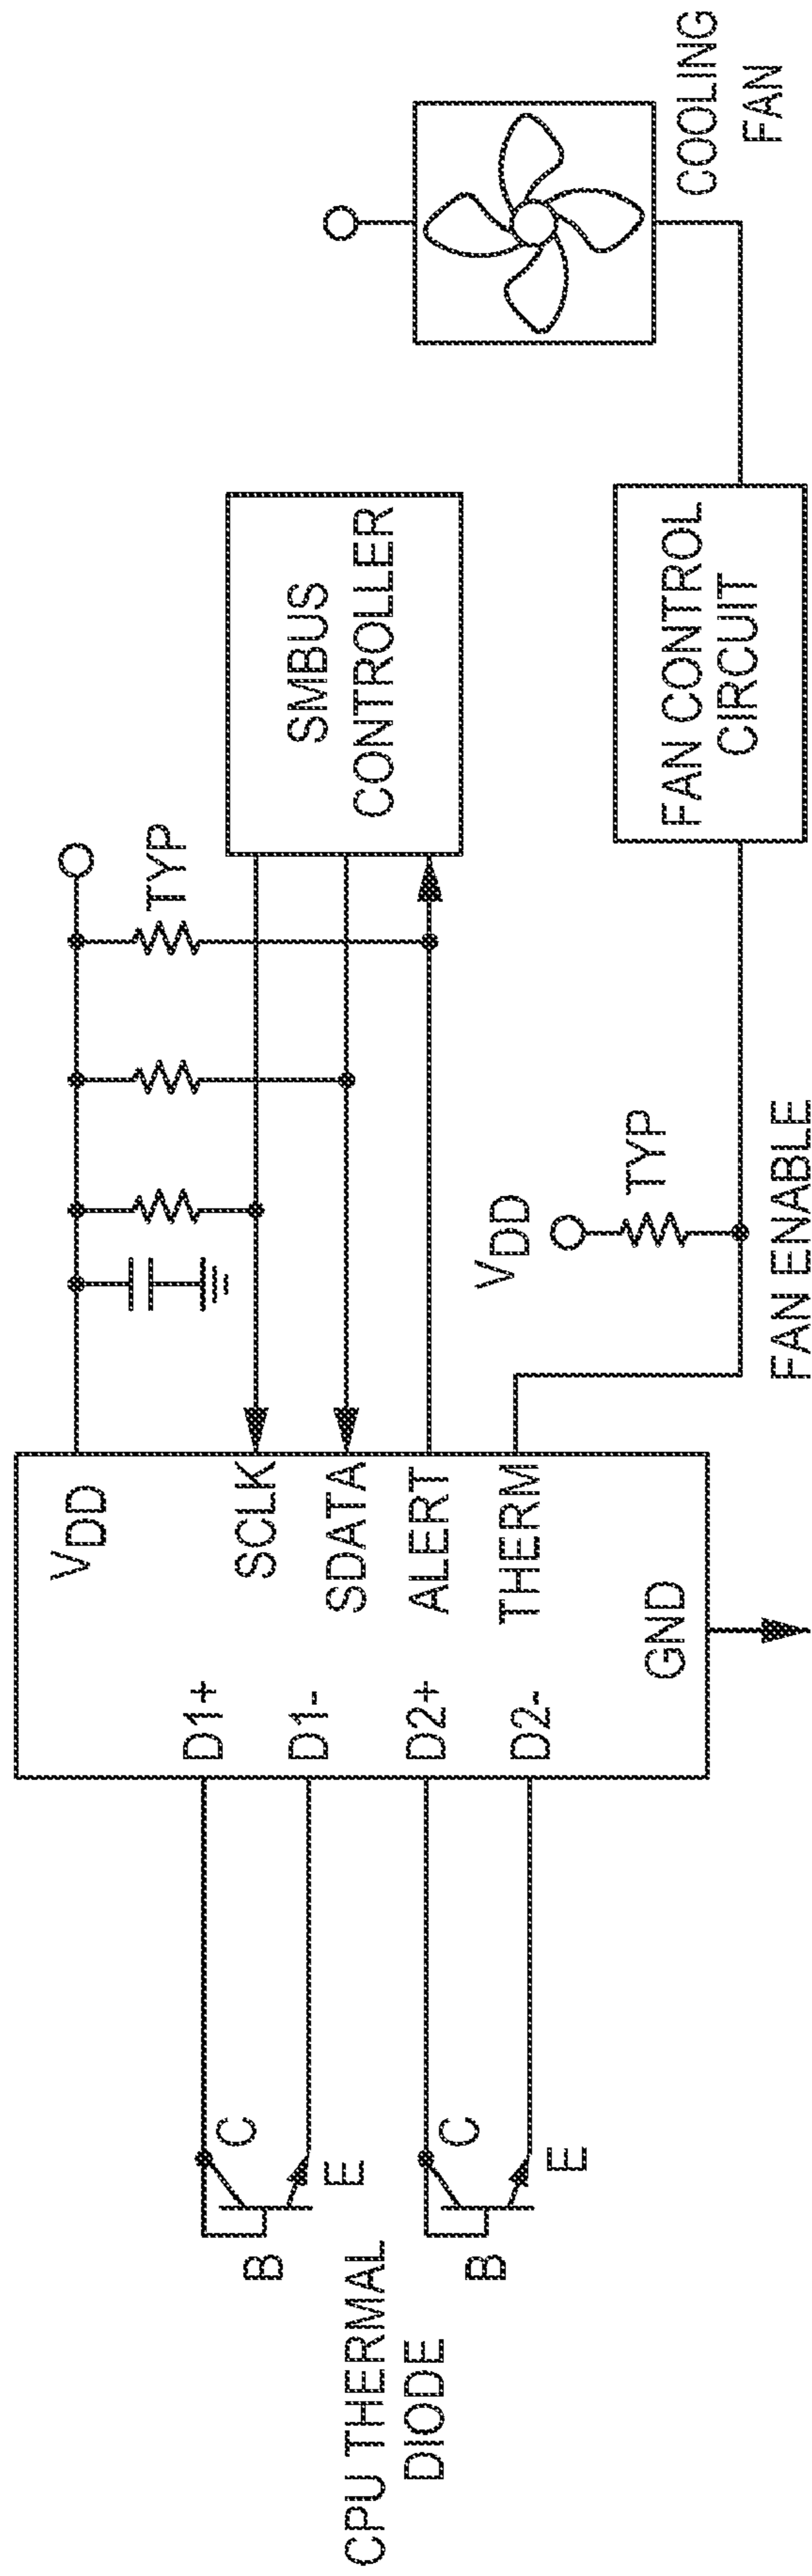 CPU THERMAL
DIODE
B
C
E
B
C
E
D1+
D1-
D2+
D2-
VDD
SCLK
SDATA
ALERT
THERM
GND
TYP
VDD
TYP
FAN ENABLE
SMBUS
CONTROLLER
FAN CONTROL
CIRCUIT
COOLING
FAN